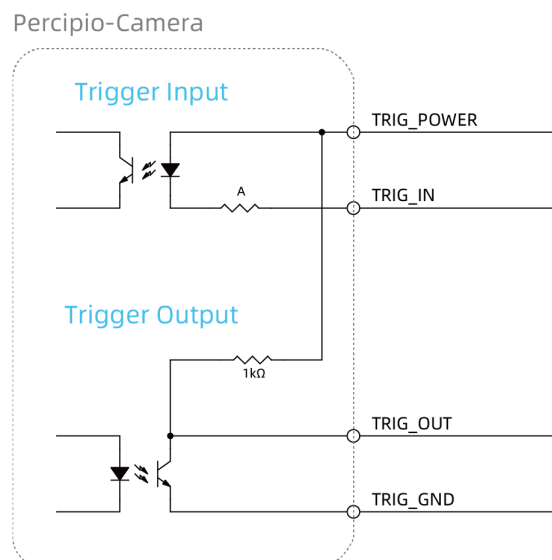 Percipio-Camera
Trigger Input
TRIG_POWER
A
TRIG_IN
Trigger Output
1kΩ
TRIG_OUT
TRIG_GND